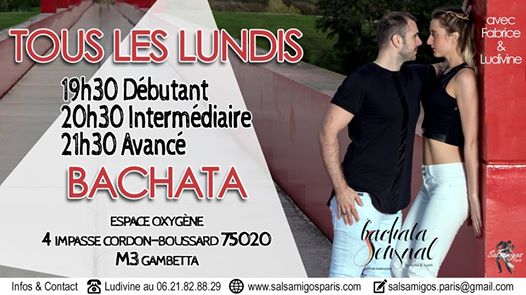 TOUS LES LUNDIS
avec
Fabrice
&
Ludivine
19h30 Débutant
20h30 Intermédiaire
21h30 Avancé
BACHATA
ESPACE OXYGÈNE
4 IMPASSE CORDON-BOUSSARD 75020
M3 GAMBETTA
bachata
Sensual
Salsamigos
Infos & Contact
Ludivine au 06.21.82.88.29
www.salsamigosparis.com
salsamigos.paris@gmail.com